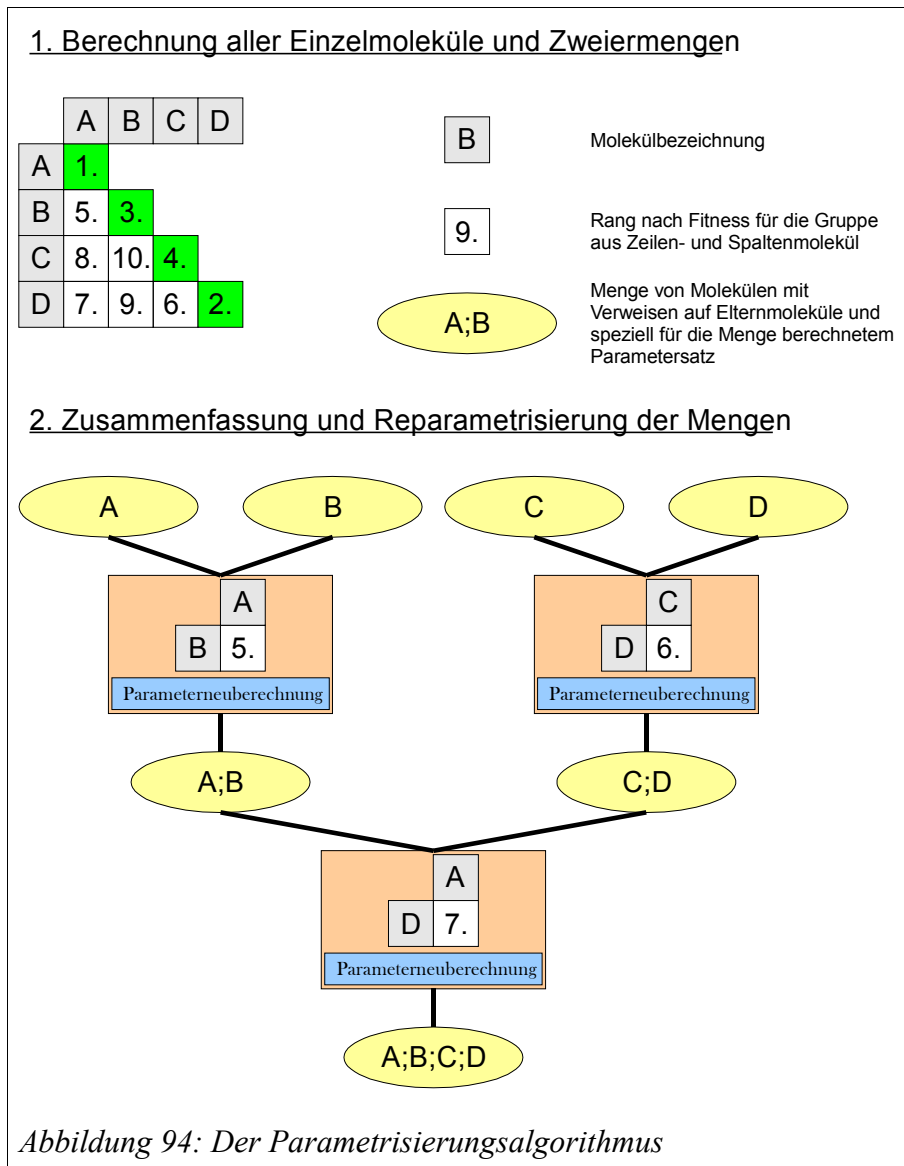 1. Berechnung aller Einzelmoleküle und Zweiermengen
A B C D
A 1.
B 5. 3.
C 8. 10. 4.
D 7. 9. 6. 2.
B Molekülbezeichnung
9. Rang nach Fitness für die Gruppe
aus Zeilen- und Spaltenmolekül
A;B
Menge von Molekülen mit
Verweisen auf Elternmoleküle und
speziell für die Menge berechnetem
Parametersatz
2. Zusammenfassung und Reparametrisierung der Mengen
A B C D
A
B 5.
Parameterneuberechnung
C
D 6.
Parameterneuberechnung
A;B C;D
A
D 7.
Parameterneuberechnung
A;B;C;D
Abbildung 94: Der Parametrisierungsalgorithmus